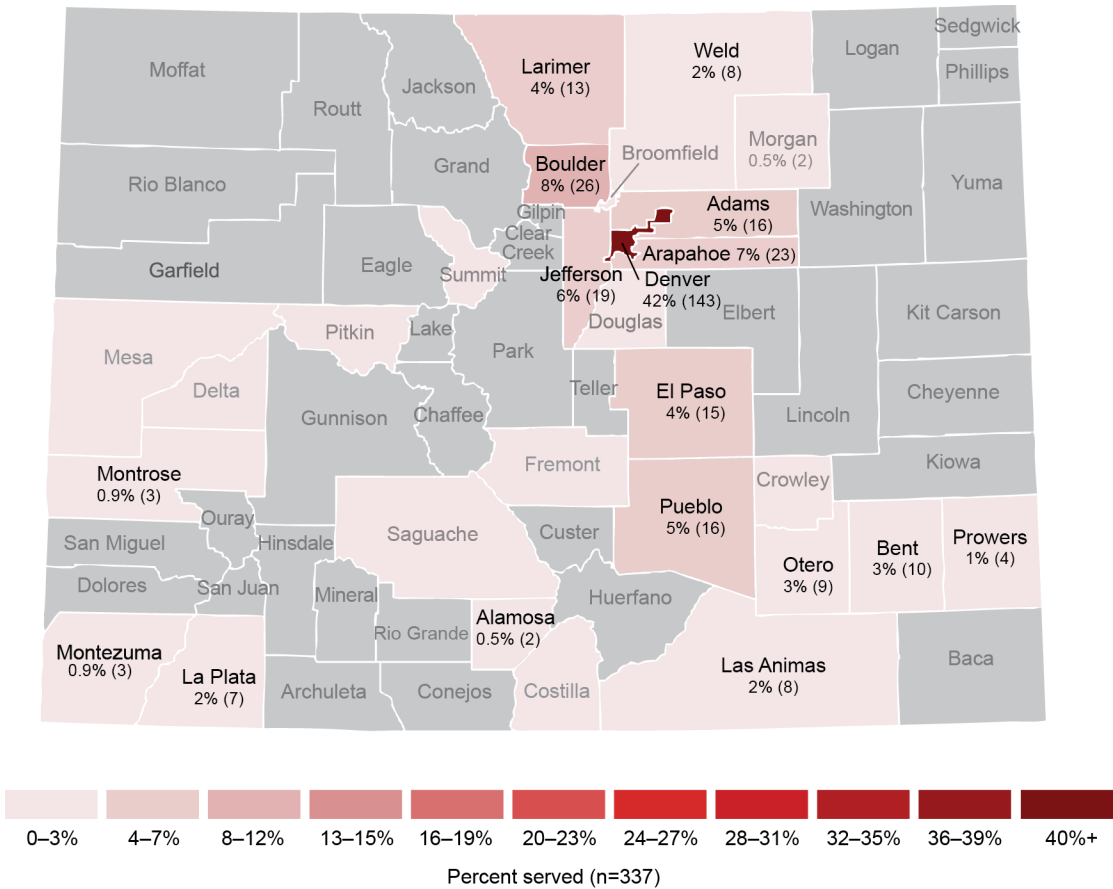 Sedgwick
Moffat
Routt
Jackson
Larimer
4% (13)
Weld
2% (8)
Logan
Phillips
Rio Blanco
Grand
Boulder
8% (26)
Broomfield
Morgan
0.5% (2)
Yuma
Garfield
Eagle
Summit
Gilpin
Clear
Creek
Adams
5% (16)
Washington
Arapahoe 7% (23)
Jefferson
6% (19)
Denver
42% (143)
Mesa
Pitkin
Lake
Park
Douglas
Elbert
Kit Carson
Delta
Gunnison
Chaffee
Teller
El Paso
4% (15)
Lincoln
Cheyenne
Montrose
0.9% (3)
Fremont
Crowley
Kiowa
Ouray
San Miguel
Hinsdale
Saguache
Custer
Pueblo
5% (16)
Otero
3% (9)
Bent
3% (10)
Prowers
1% (4)
Dolores
San Juan
Mineral
Rio Grande
Alamosa
0.5% (2)
Huerfano
Montezuma
0.9% (3)
La Plata
2% (7)
Archuleta
Conejos
Costilla
Las Animas
2% (8)
Baca
0–3%
4–7%
8–12%
13–15%
16–19%
20–23%
24–27%
28–31%
32–35%
36–39%
40%+
Percent served (n=337)